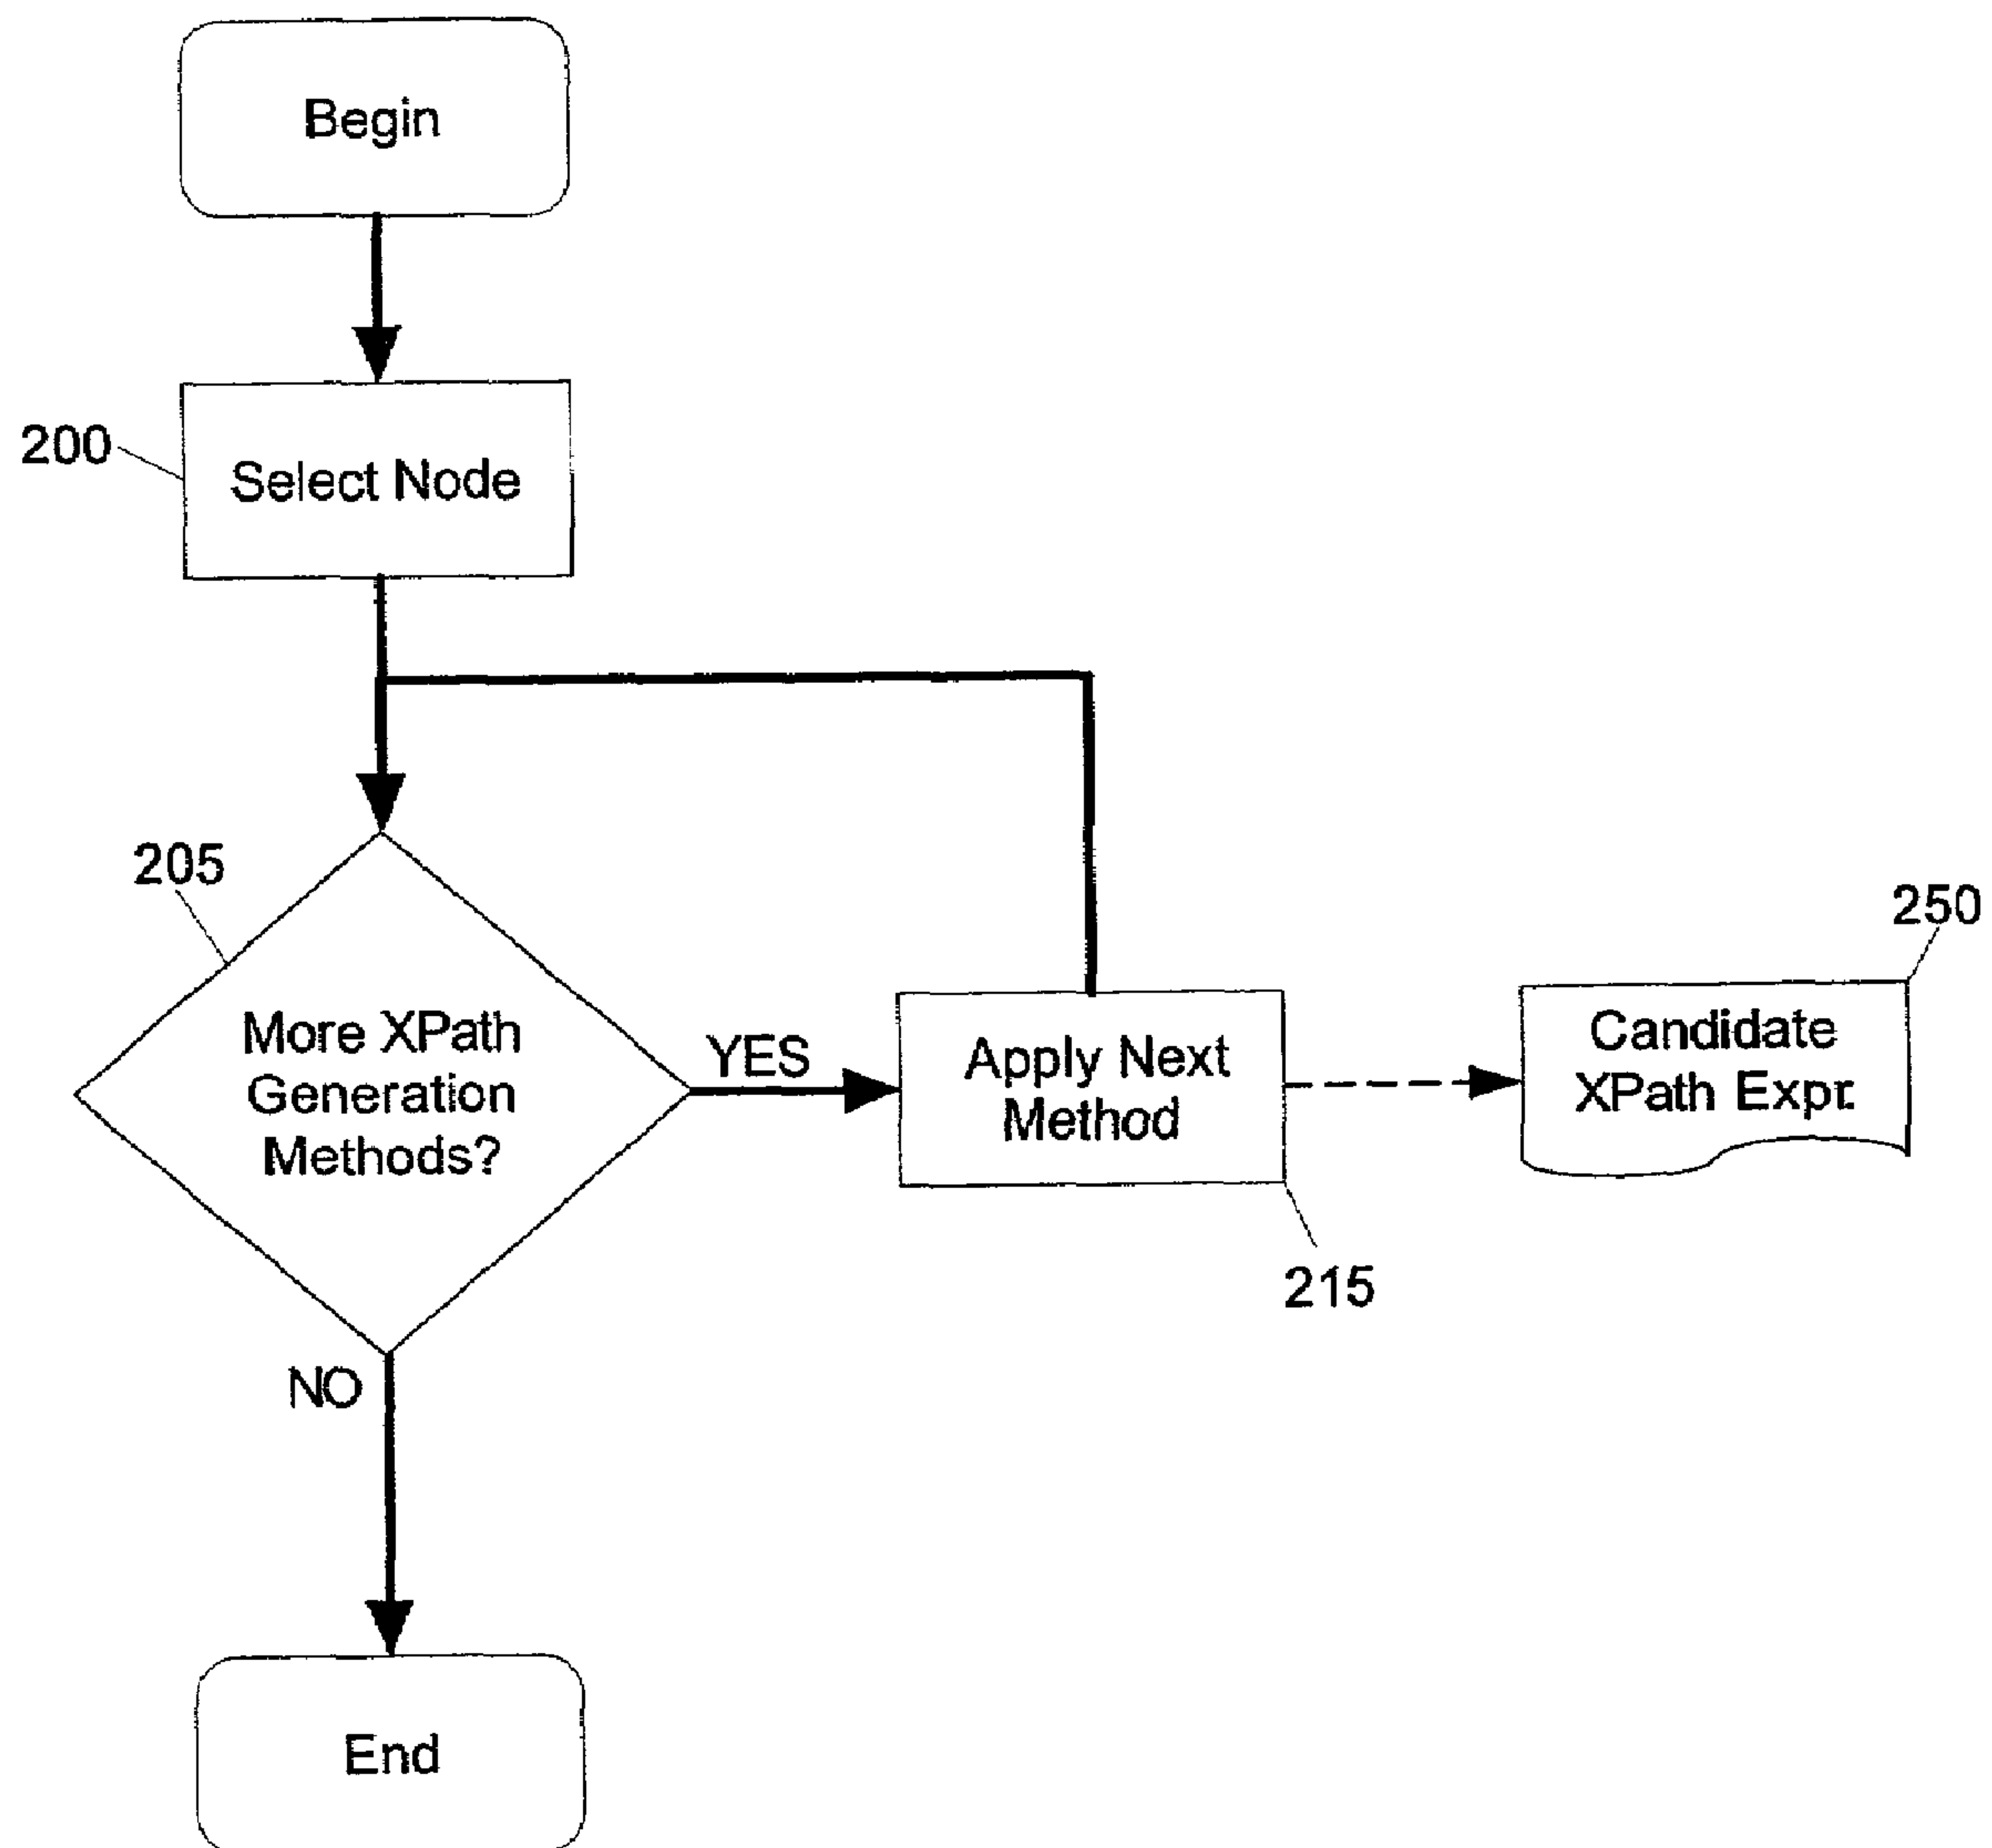 Begin
200
Select Node
205
More XPath
Generation
Methods?
YES
Apply Next
Method
215
250
Candidate
XPath Expr.
NO
End